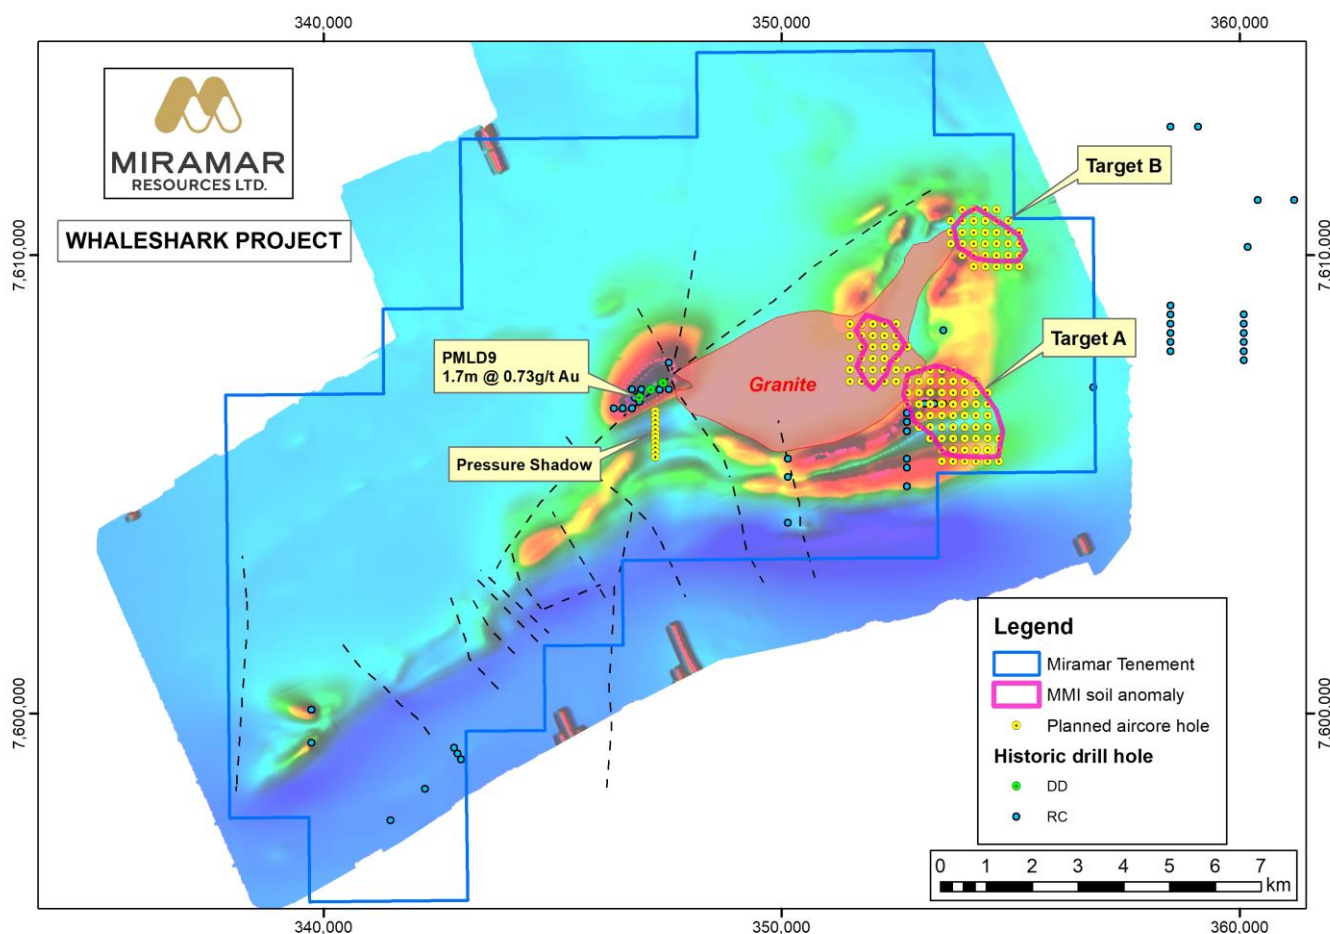 340,000
350,000
360,000
MIRAMAR
RESOURCES LTD.
WHALESHARK PROJECT
Target B
7,610,000
7,610,000
PMLD9
1.7m @ 0.73g/t Au
Target A
Granite
Pressure Shadow
Legend
Miramar Tenement
MMI soil anomaly
Planned aircore hole
Historic drill hole
DD
RC
7,600,000
7,600,000
0 1 2 3 4 5 6 7
km
340,000
350,000
360,000